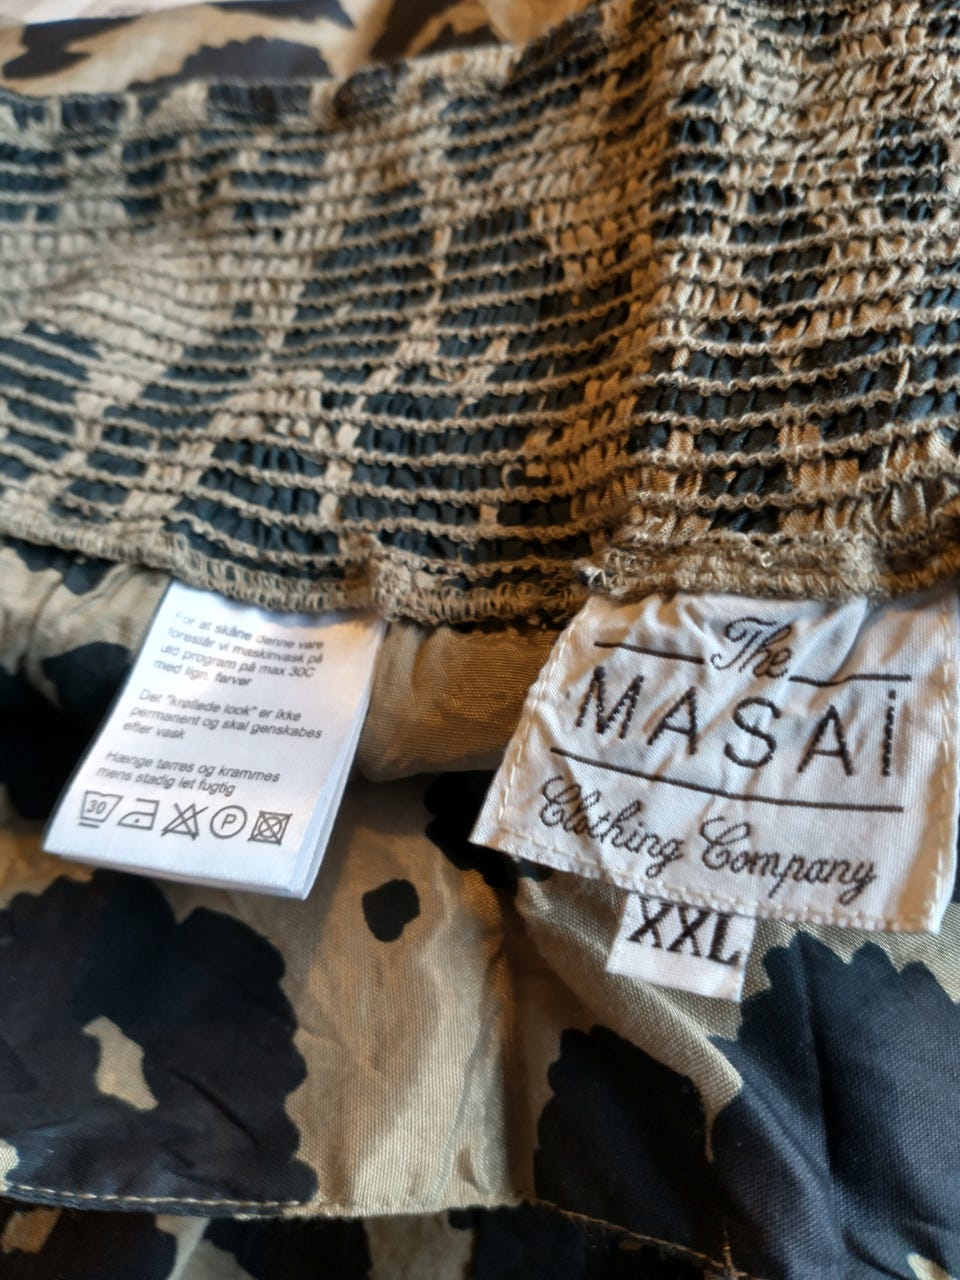 For at skåne denne vare
foreslår vi maskinvask på
uld program på max 30C
med lign. farver
Det "krøllede look" er ikke
permanent og skal genskabes
efter vask
Hænge tørres og krammes
mens stadig let fugtig
30 P
The
MASAi
Clothing Company
XXL